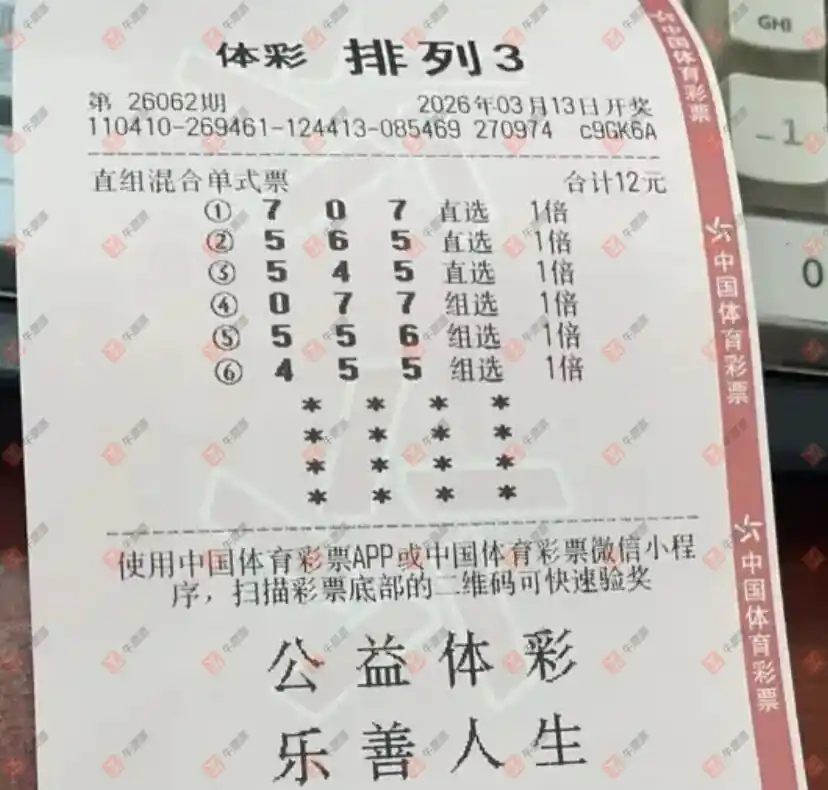 体彩 排列3
第 26062期 2026年03月13日开奖
110410-269461-124413-085469 270974 c9GK6A
直组混合单式票 合计12元
① 7 0 7 直选 1倍
② 5 6 5 直选 1倍
③ 5 4 5 直选 1倍
④ 0 7 7 组选 1倍
⑤ 5 5 6 组选 1倍
⑥ 4 5 5 组选 1倍
* * * *
* * * *
* * * *
* * * *
使用中国体育彩票APP或中国体育彩票微信小程
序，扫描彩票底部的二维码可快速验奖
公益体彩
乐善人生
中国体育彩票
中国体育彩票
中国体育彩票
GHI
-1
0